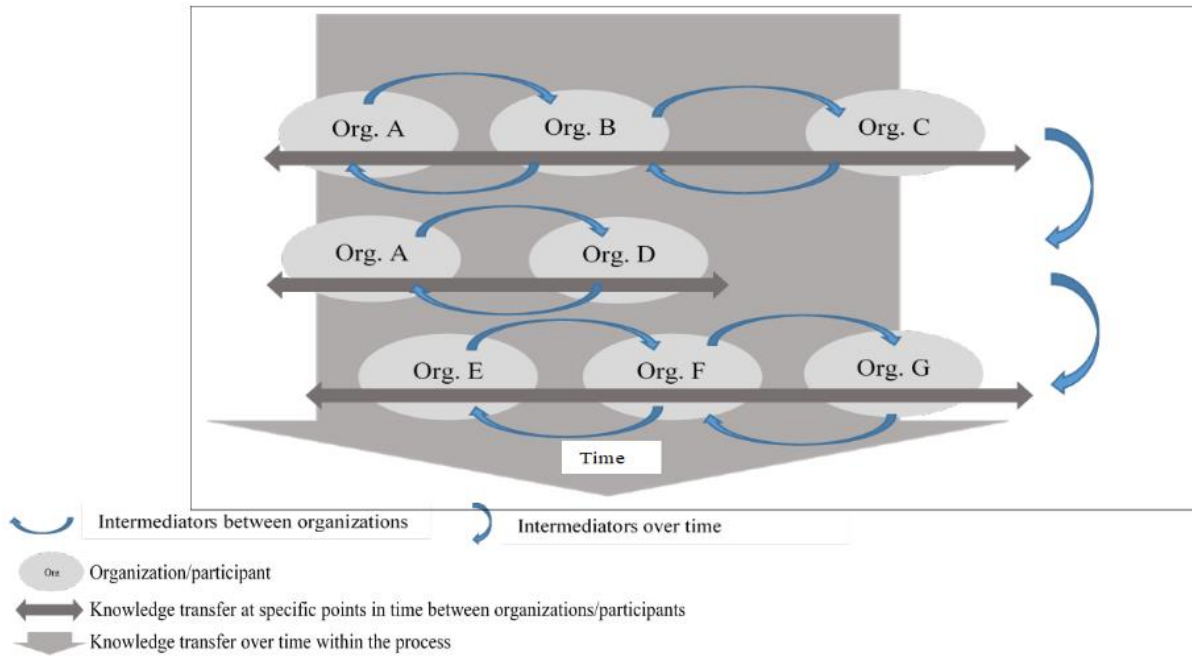 Org. A Org. B Org. C
Org. A Org. D
Org. E Org. F Org. G
Time
Intermediators between organizations Intermediators over time
Org Organization/participant
Knowledge transfer at specific points in time between organizations/participants
Knowledge transfer over time within the process